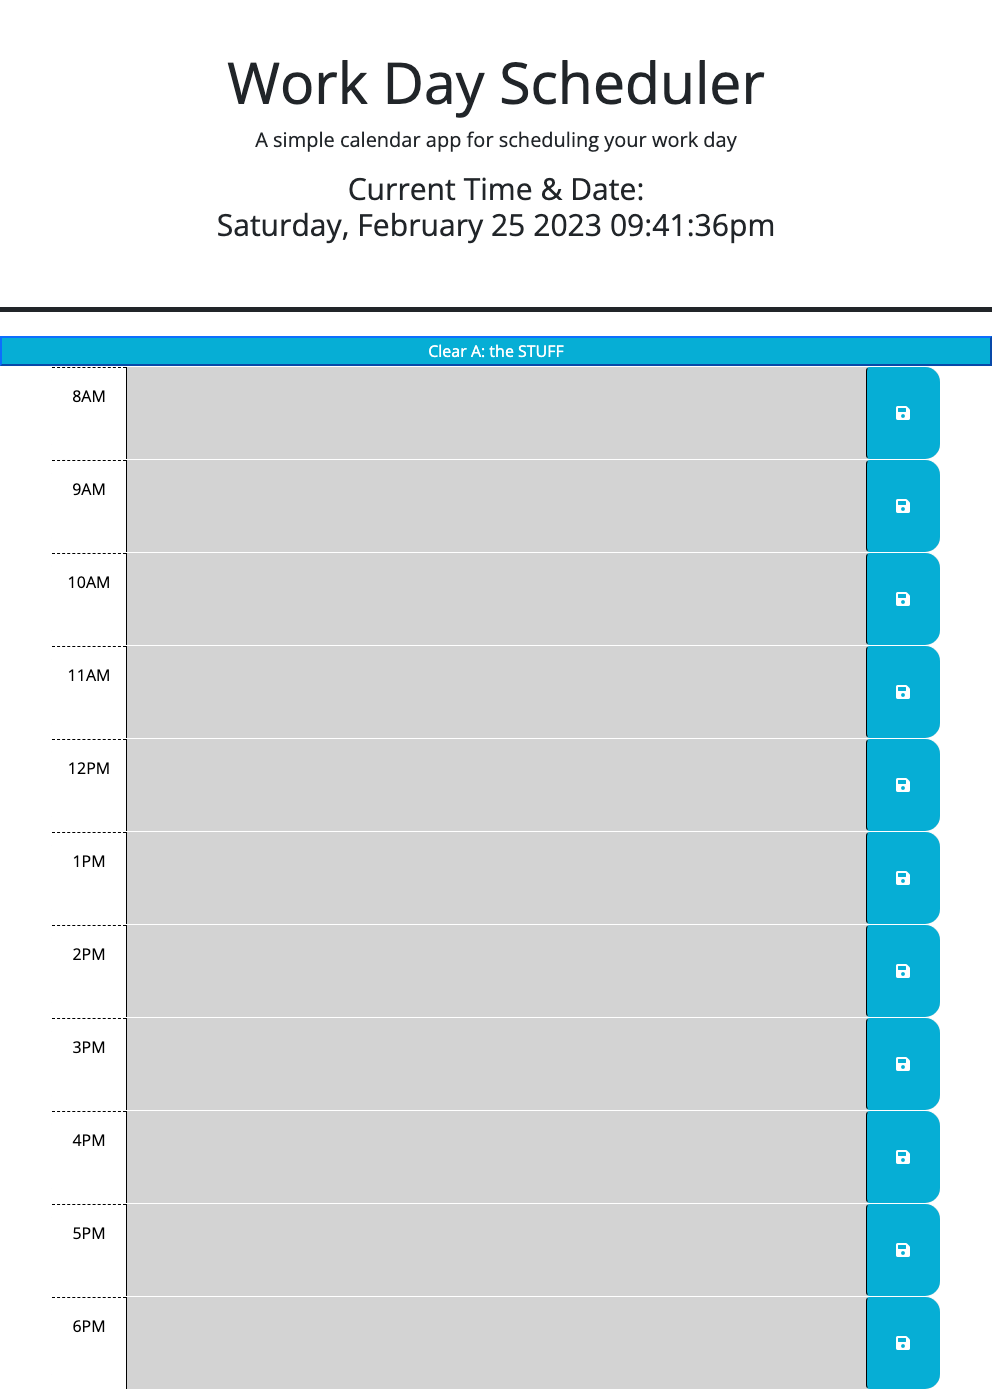 Work Day Scheduler
A simple calendar app for scheduling your work day
Current Time & Date:
Saturday, February 25 2023 09:41:36pm
Clear A: the STUFF
8AM
9AM
10AM
11AM
12PM
1PM
2PM
3PM
4PM
5PM
6PM